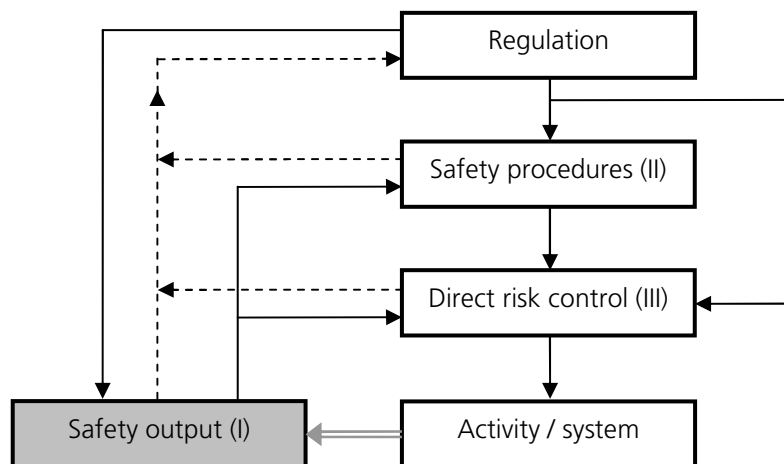 Regulation
Safety procedures (II)
Direct risk control (III)
Safety output (I)
Activity / system